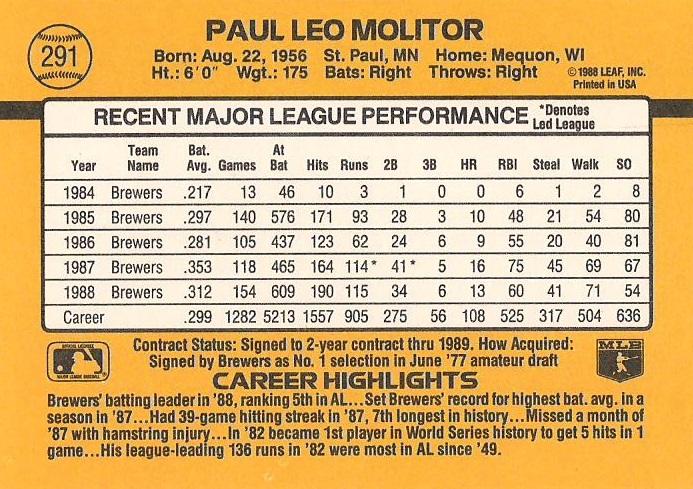 291
PAUL LEO MOLITOR
Born: Aug. 22, 1956 St. Paul, MN Home: Mequon, WI
Ht.: 6'0" Wgt.: 175 Bats: Right Throws: Right
©1988 LEAF, INC.
Printed in USA
RECENT MAJOR LEAGUE PERFORMANCE *Denotes Led League
Year Team Name Bat. Avg. Games At Bat Hits Runs 2B 3B HR RBI Steal Walk SO
1984 Brewers .217 13 46 10 3 1 0 0 6 1 2 8
1985 Brewers .297 140 576 171 93 28 3 10 48 21 54 80
1986 Brewers .281 105 437 123 62 24 6 9 55 20 40 81
1987 Brewers .353 118 465 164 114* 41* 5 16 75 45 69 67
1988 Brewers .312 154 609 190 115 34 6 13 60 41 71 54
Career .299 1282 5213 1557 905 275 56 108 525 317 504 636
Contract Status: Signed to 2-year contract thru 1989. How Acquired:
Signed by Brewers as No. 1 selection in June '77 amateur draft
OFFICIAL LICENSEE
MAJOR LEAGUE BASEBALL
MLB
CAREER HIGHLIGHTS
Brewers' batting leader in '88, ranking 5th in AL...Set Brewers' record for highest bat. avg. in a
season in '87...Had 39-game hitting streak in '87, 7th longest in history...Missed a month of
'87 with hamstring injury...In '82 became 1st player in World Series history to get 5 hits in 1
game...His league-leading 136 runs in '82 were most in AL since '49.